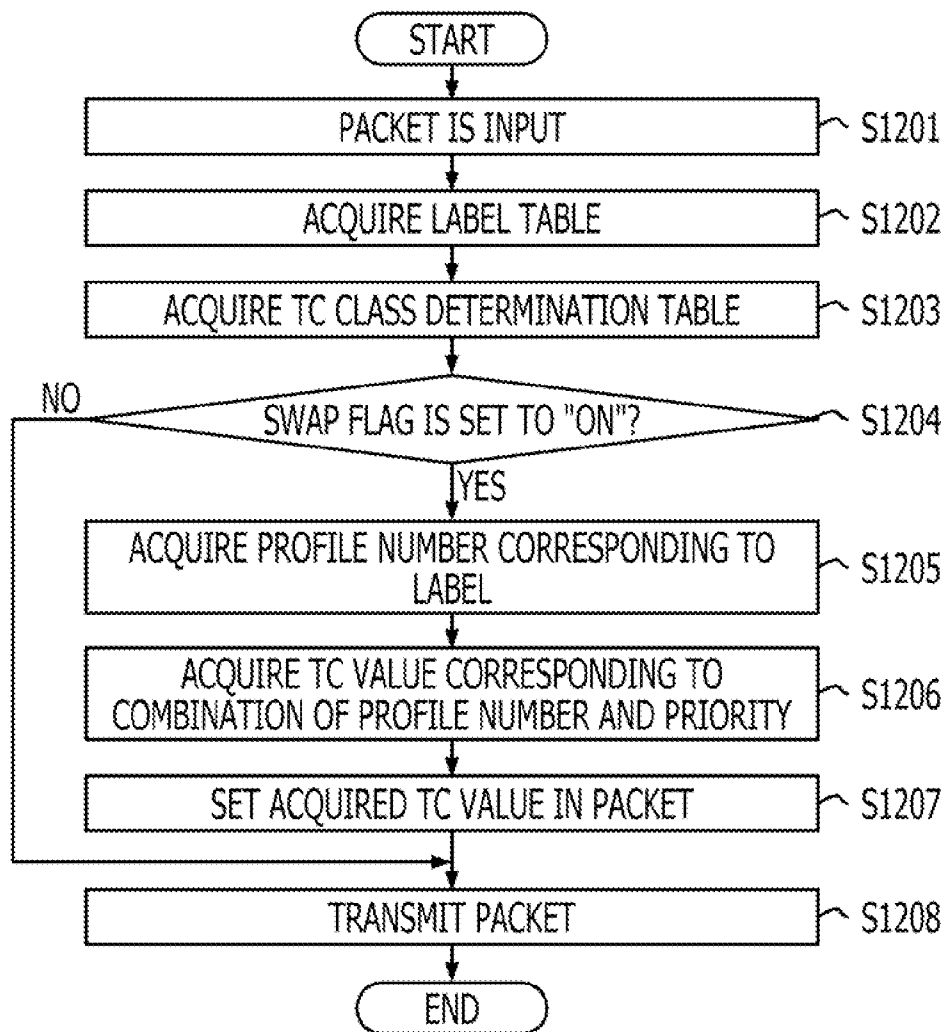 START
PACKET IS INPUT
S1201
ACQUIRE LABEL TABLE
S1202
ACQUIRE TC CLASS DETERMINATION TABLE
S1203
NO
SWAP FLAG IS SET TO "ON"?
S1204
YES
ACQUIRE PROFILE NUMBER CORRESPONDING TO
LABEL
S1205
ACQUIRE TC VALUE CORRESPONDING TO
COMBINATION OF PROFILE NUMBER AND PRIORITY
S1206
SET ACQUIRED TC VALUE IN PACKET
S1207
TRANSMIT PACKET
S1208
END